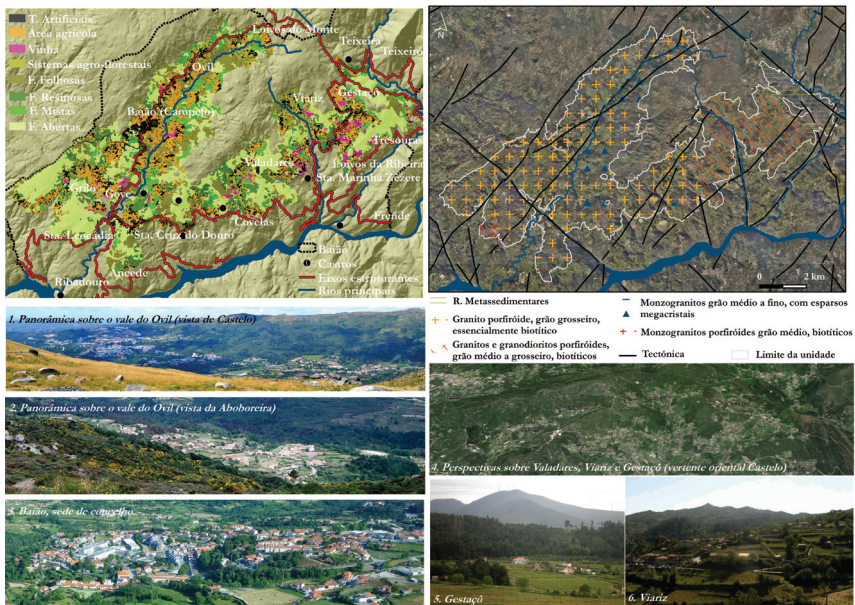 T. Artificiais
Área agrícola
Vinha
Sistemas agro-florestais
F. Folhosas
F. Resinosas
F. Mistas
F. Abertas
Loivos do Monte
Teixeira
Teixeiró
Ovil
Gestaçô
Viariz
Baião (Campelo)
Tresouras
Valadares
Loivos da Ribeira
Sta. Marinha Zêzere
Grilo
Gove
Covelas
Frende
Sta. Leocádia
Sta. Cruz do Douro
Ancede
Ribadouro
Baião
Castros
Eixos estruturantes
Rios principais
N
0 2 km
R. Metassedimentares
Granito porfiróide, grão grosseiro,
essencialmente biotítico
Granitos e granodioritos porfiróides,
grão médio a grosseiro, biotíticos
Monzogranitos grão médio a fino, com esparsos
megacristais
Monzogranitos porfiróides grão médio, biotíticos
Tectónica
Limite da unidade
1. Panorâmica sobre o vale do Ovil (vista de Castelo)
2. Panorâmica sobre o vale do Ovil (vista da Aboboreira)
3. Baião, sede de concelho
4. Perspectivas sobre Valadares, Viariz e Gestaçô (vertente oriental Castelo)
5. Gestaçô
6. Viaríz